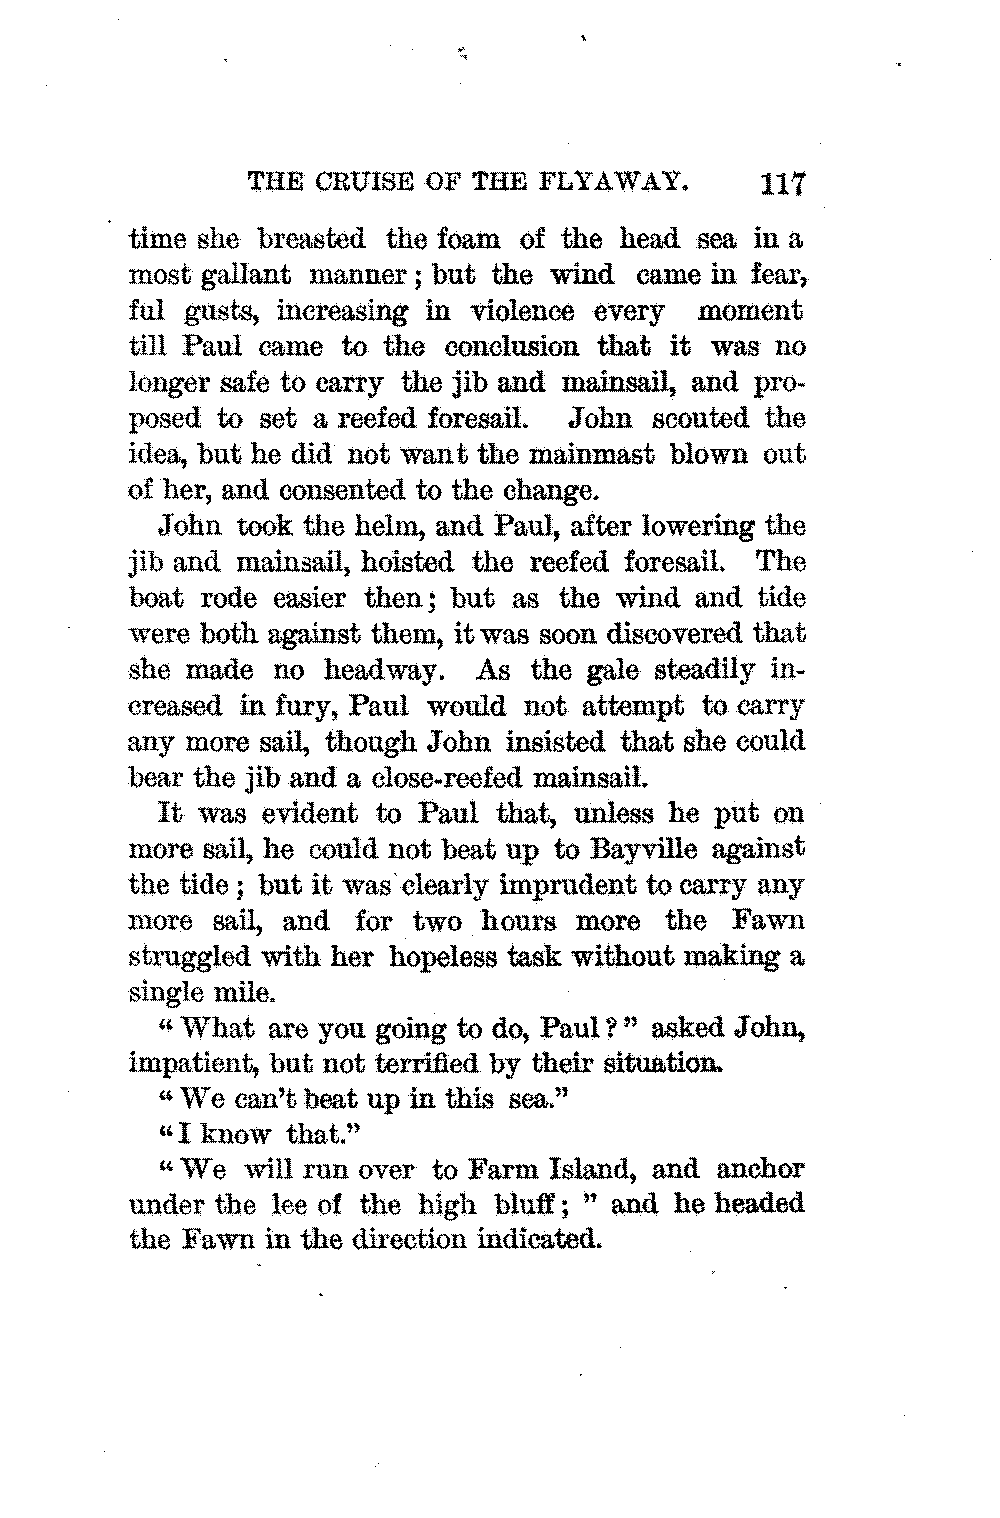 THE CRUISE OF THE FLYAWAY. 117
time she breasted the foam of the head sea in a
most gallant manner; but the wind came in fear,
ful gusts, increasing in violence every moment
till Paul came to the conclusion that it was no
longer safe to carry the jib and mainsail, and pro-
posed to set a reefed foresail. John scouted the
idea, but he did not want the mainmast blown out
of her, and consented to the change.
John took the helm, and Paul, after lowering the
jib and mainsail, hoisted the reefed foresail. The
boat rode easier then; but as the wind and tide
were both against them, it was soon discovered that
she made no headway. As the gale steadily in-
creased in fury, Paul would not attempt to carry
any more sail, though John insisted that she could
bear the jib and a close-reefed mainsail.
It was evident to Paul that, unless he put on
more sail, he could not beat up to Bayville against
the tide; but it was clearly imprudent to carry any
more sail, and for two hours more the Fawn
struggled with her hopeless task without making a
single mile.
“What are you going to do, Paul?” asked John,
impatient, but not terrified by their situation.
“We can’t beat up in this sea.”
“I know that.”
“We will run over to Farm Island, and anchor
under the lee of the high bluff;” and he headed
the Fawn in the direction indicated.